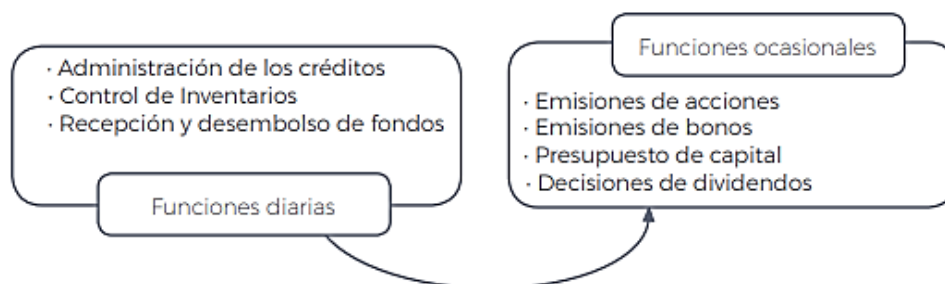 · Administración de los créditos
· Control de Inventarios
· Recepción y desembolso de fondos
Funciones diarias
Funciones ocasionales
· Emisiones de acciones
· Emisiones de bonos
· Presupuesto de capital
· Decisiones de dividendos